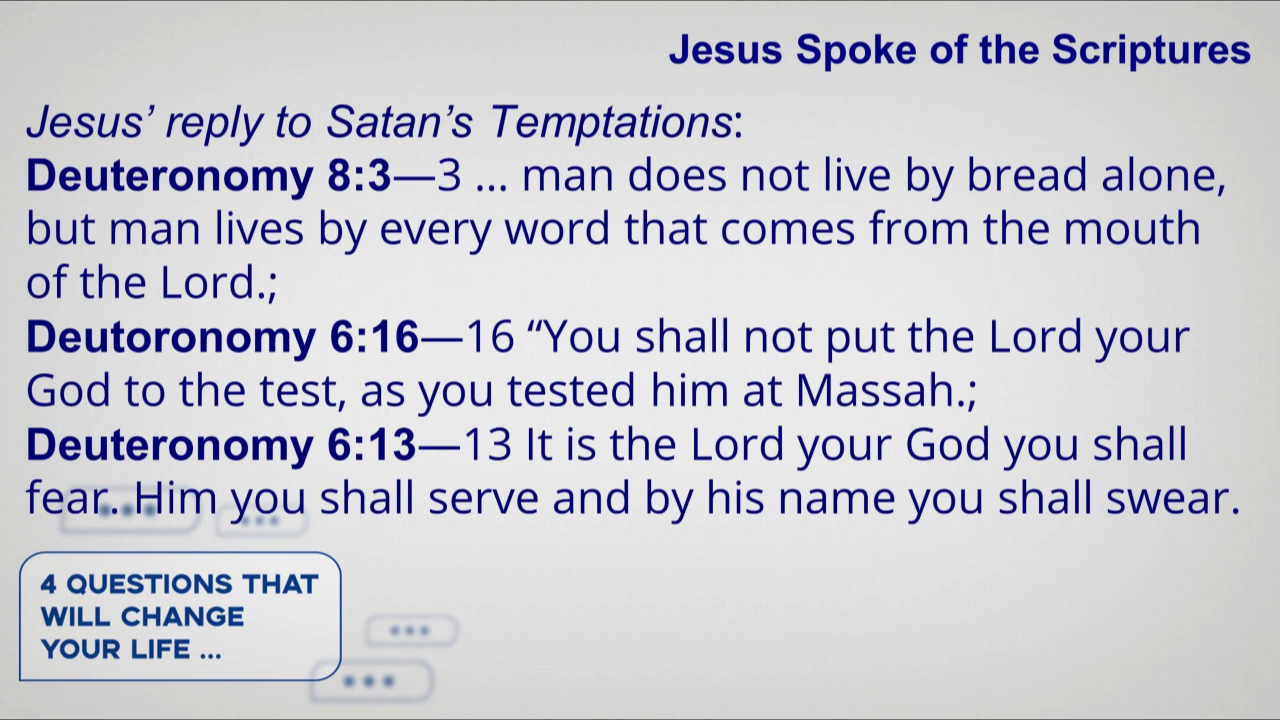 Jesus Spoke of the Scriptures
Jesus’ reply to Satan’s Temptations:
Deuteronomy 8:3—3 ... man does not live by bread alone,
but man lives by every word that comes from the mouth
of the Lord.;
Deutoronomy 6:16—16 “You shall not put the Lord your
God to the test, as you tested him at Massah.;
Deuteronomy 6:13—13 It is the Lord your God you shall
fear. Him you shall serve and by his name you shall swear.
4 QUESTIONS THAT
WILL CHANGE
YOUR LIFE ...